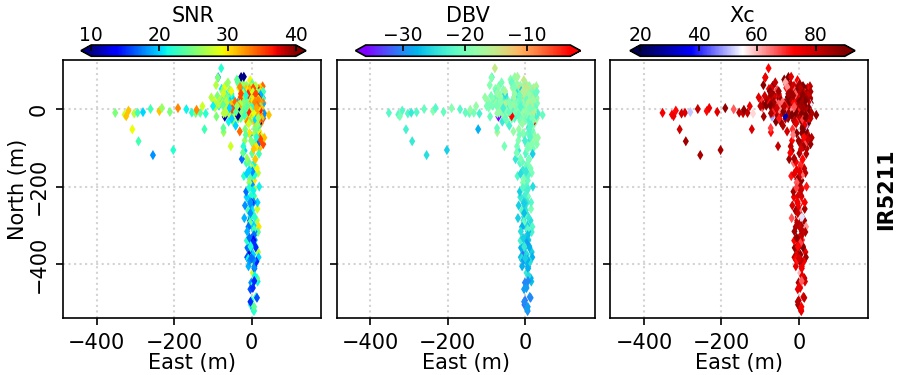 SNR DBV Xc
10 20 30 40 −30 −20 −10 20 40 60 80
0
−200
−400
North (m)
IR5211
−400 −200 0 −400 −200 0 −400 −200 0
East (m) East (m) East (m)